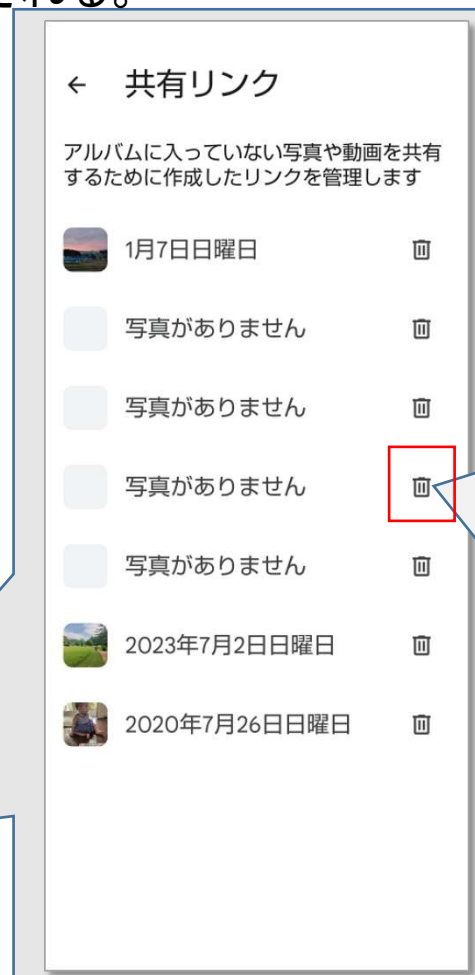 される。
共有リンク
アルバムに入っていない写真や動画を共有
するために作成したリンクを管理します
1月7日日曜日
写真がありません
写真がありません
写真がありません
写真がありません
2023年7月2日日曜日
2020年7月26日日曜日